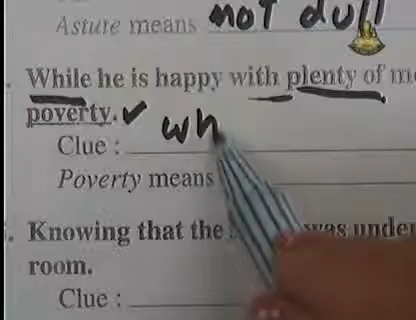 Astute means not dull
. While he is happy with plenty of
poverty. ✓ wh
Clue :
Poverty means
. Knowing that the was under
room.
Clue :